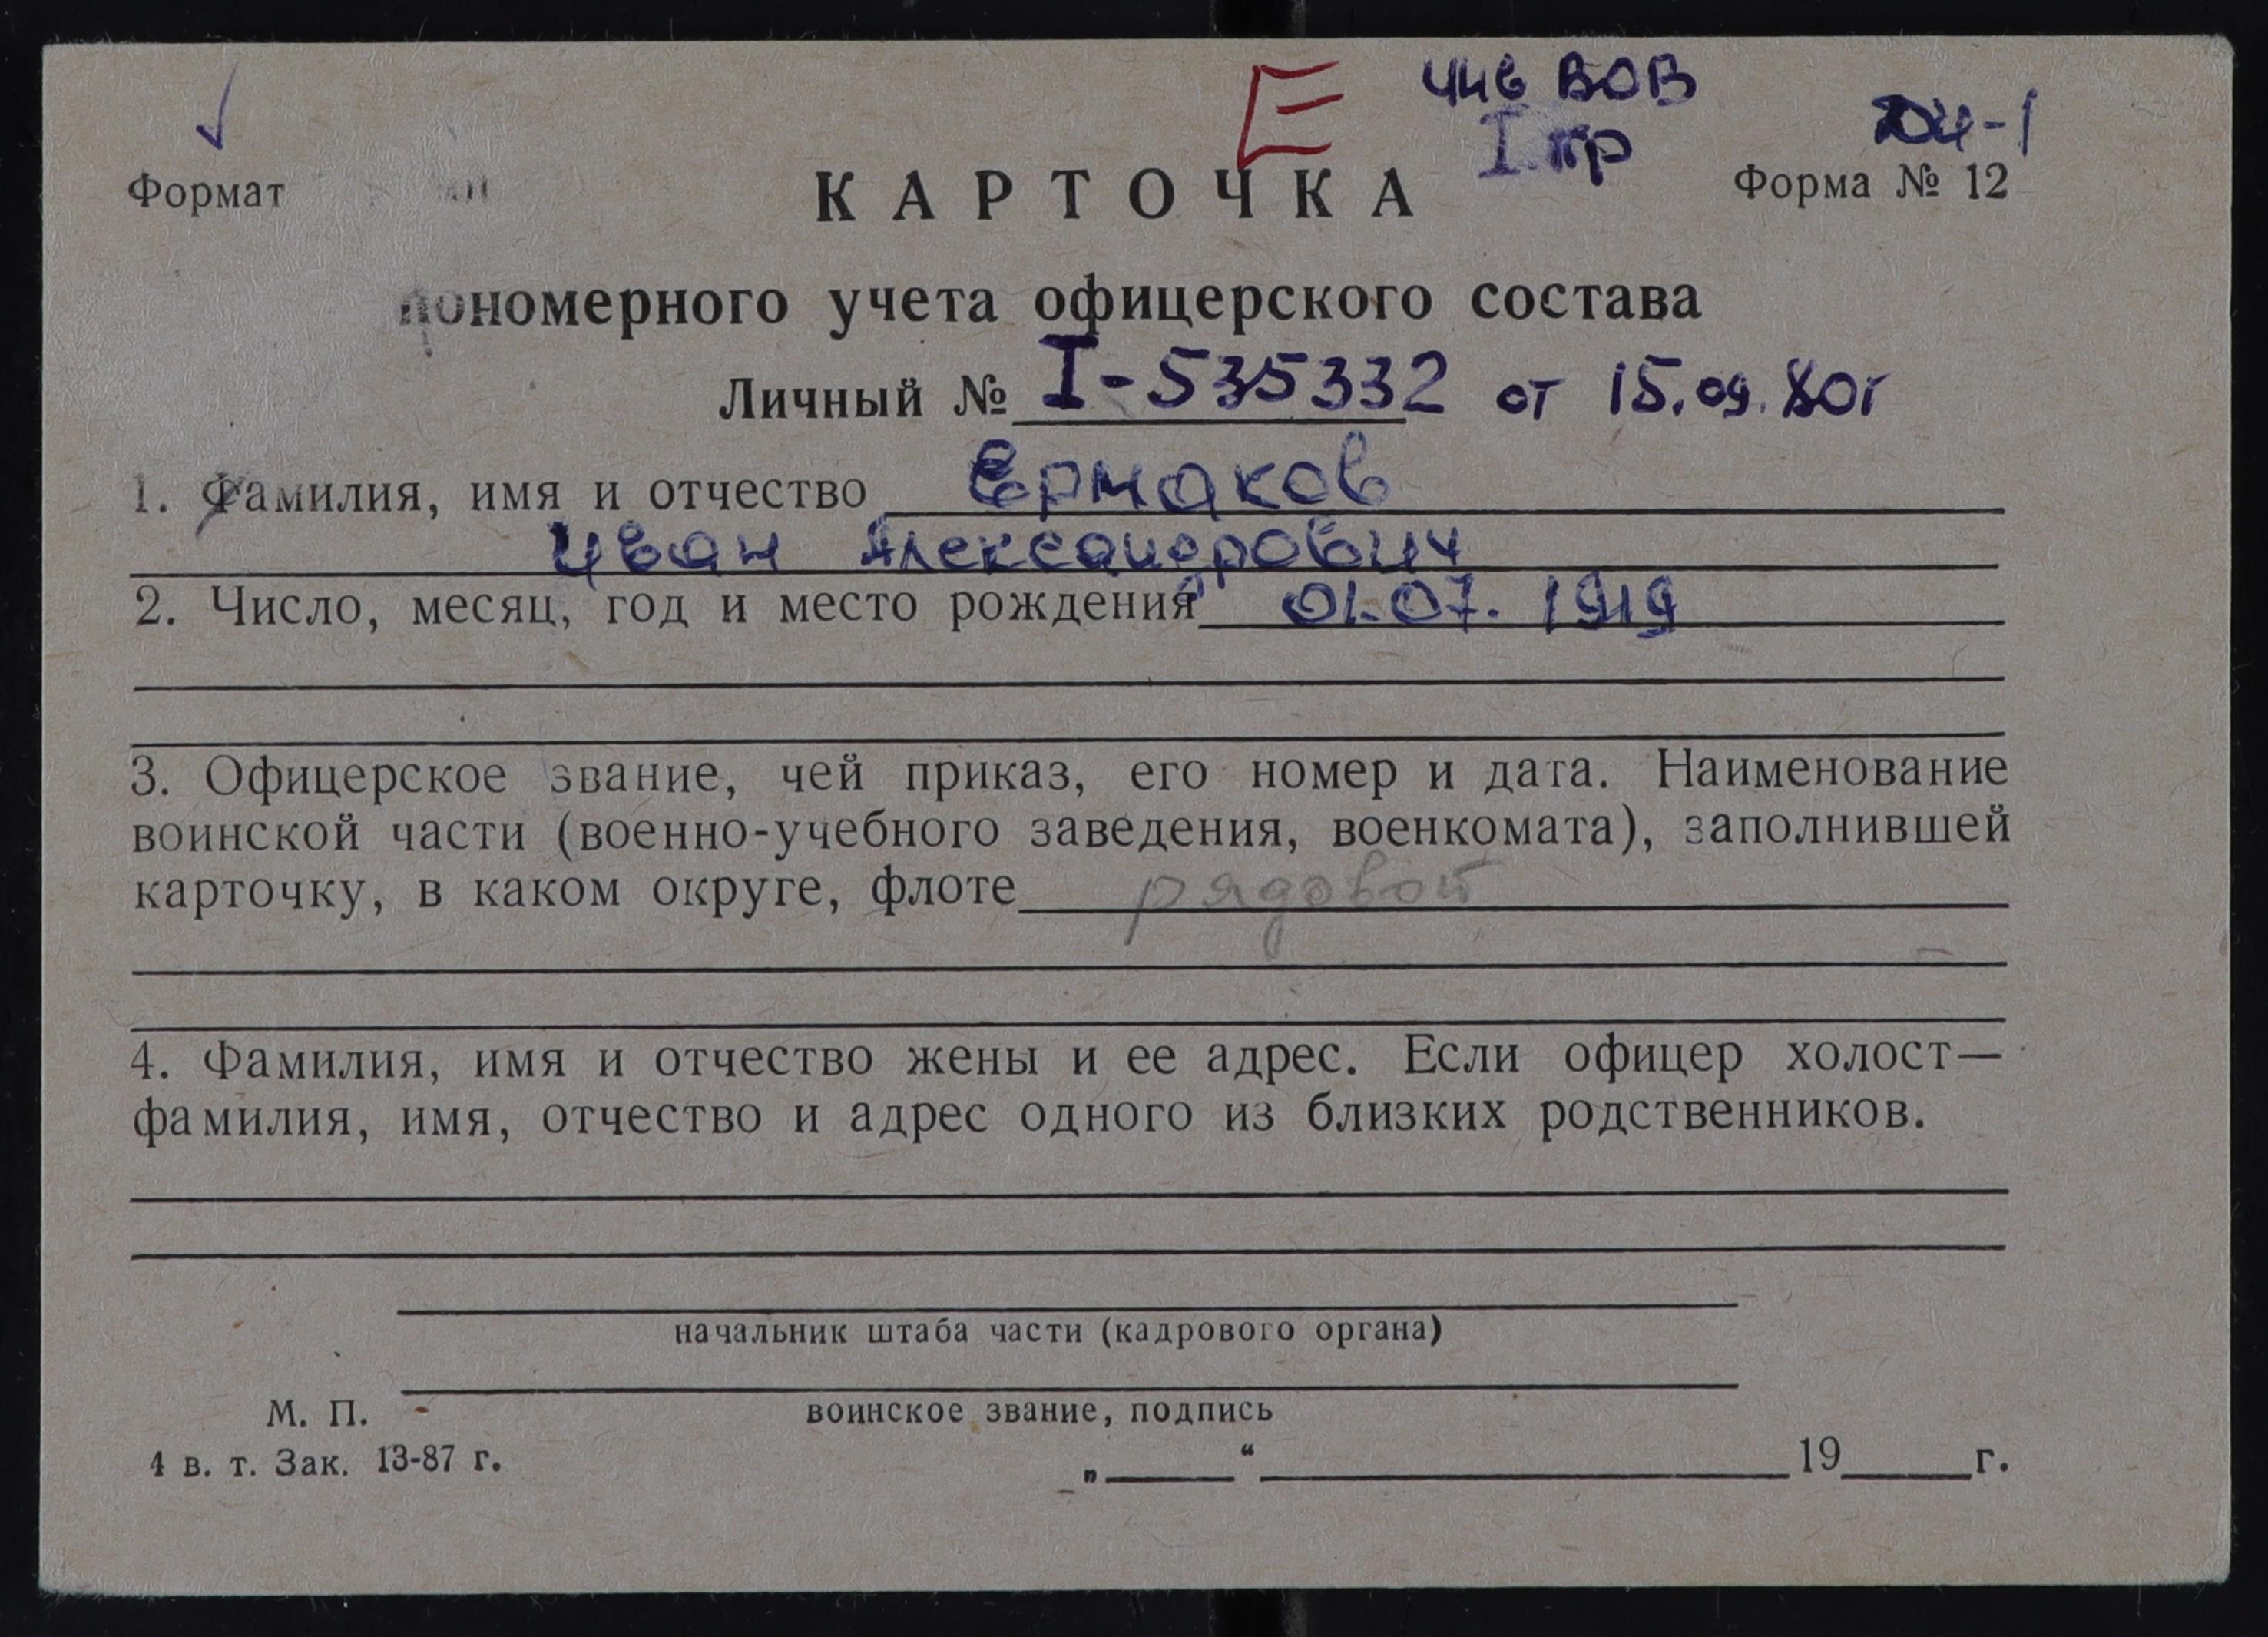 Е инв ВОВ
I гр
-1
Формат
Форма № 12
КАРТОЧКА
пономерного учета офицерского состава
Личный № I-535332 от 15.09.80г
1. Фамилия, имя и отчество Ермаков
Иван Александрович
2. Число, месяц, год и место рождения 01.07.1919
3. Офицерское звание, чей приказ, его номер и дата. Наименование
воинской части (военно-учебного заведения, военкомата), заполнившей
карточку, в каком округе, флоте рядовой
4. Фамилия, имя и отчество жены и ее адрес. Если офицер холост—
фамилия, имя, отчество и адрес одного из близких родственников.
начальник штаба части (кадрового органа)
М. П.
воинское звание, подпись
4 в. т. Зак. 13-87 г.
„ “ 19 г.